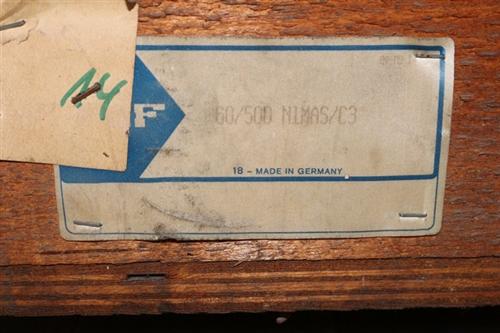 14
F
60/500 N1MAS/C3
18 - MADE IN GERMANY